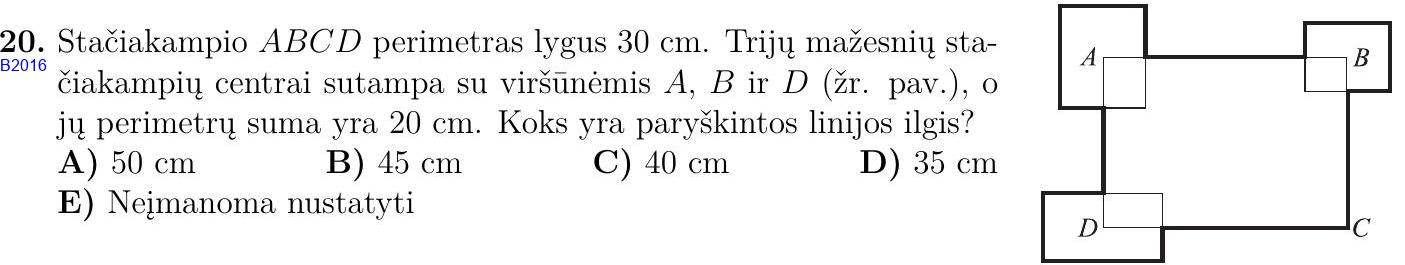 20. Stačiakampio ABCD perimetras lygus 30 cm. Trijų mažesnių sta-
B2016
čiakampių centrai sutampa su viršūnėmis A, B ir D (žr. pav.), o
jų perimetrų suma yra 20 cm. Koks yra paryškintos linijos ilgis?
A) 50 cm B) 45 cm C) 40 cm D) 35 cm
E) Neįmanoma nustatyti
A
B
D
C